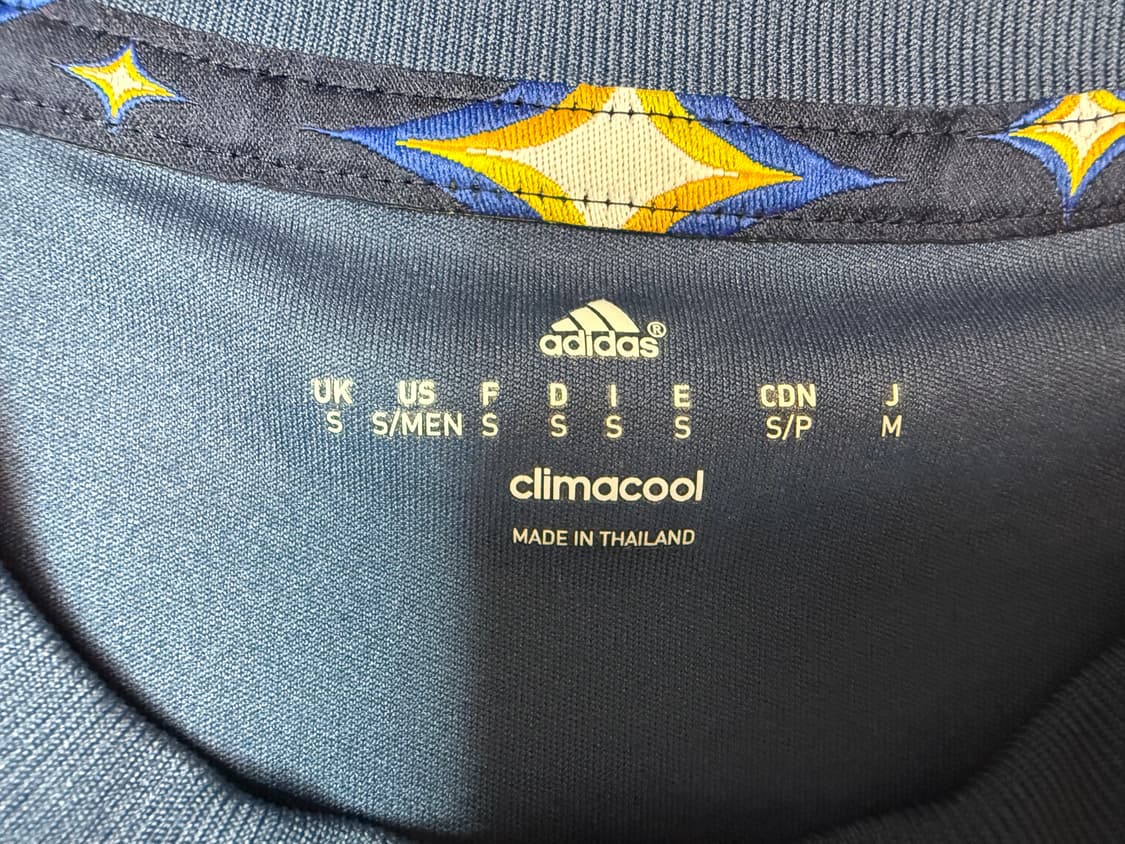 adidas®
UK US F D I E CDN J
S S/MEN S S S S S/P M
climacool
MADE IN THAILAND